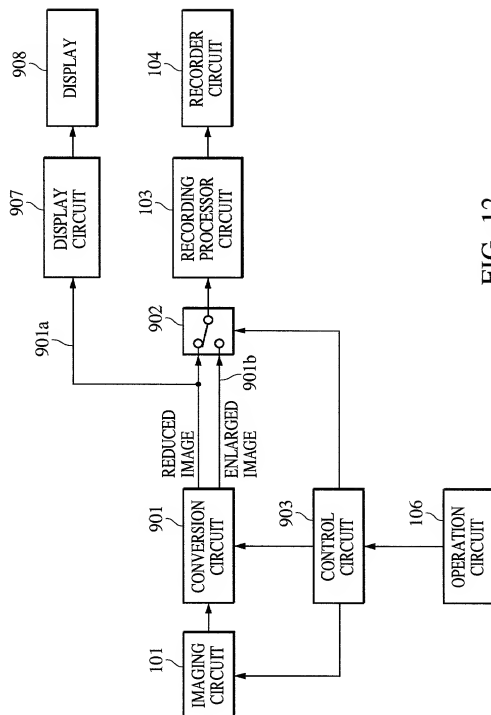 908
DISPLAY
104
RECORDER
CIRCUIT
907
DISPLAY
CIRCUIT
103
RECORDING
PROCESSOR
CIRCUIT
901a
902
901b
REDUCED
IMAGE
ENLARGED
IMAGE
901
CONVERSION
CIRCUIT
903
CONTROL
CIRCUIT
106
OPERATION
CIRCUIT
101
IMAGING
CIRCUIT
FIG. 12